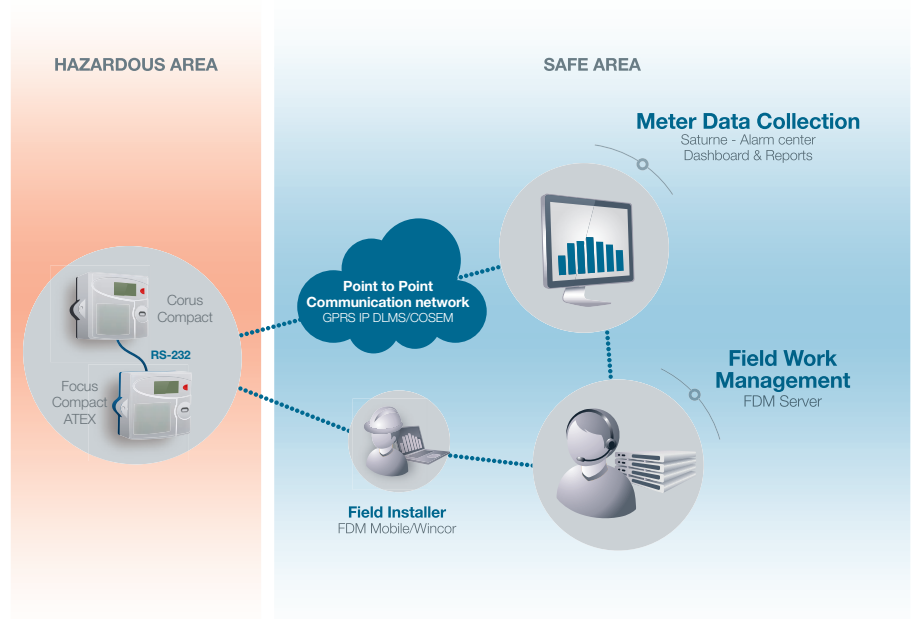 HAZARDOUS AREA
SAFE AREA
Meter Data Collection
Saturne - Alarm center
Dashboard & Reports
Point to Point
Communication network
GPRS IP DLMS/COSEM
Corus
Compact
RS-232
Focus
Compact
ATEX
Field Work
Management
FDM Server
Field Installer
FDM Mobile/Wincor